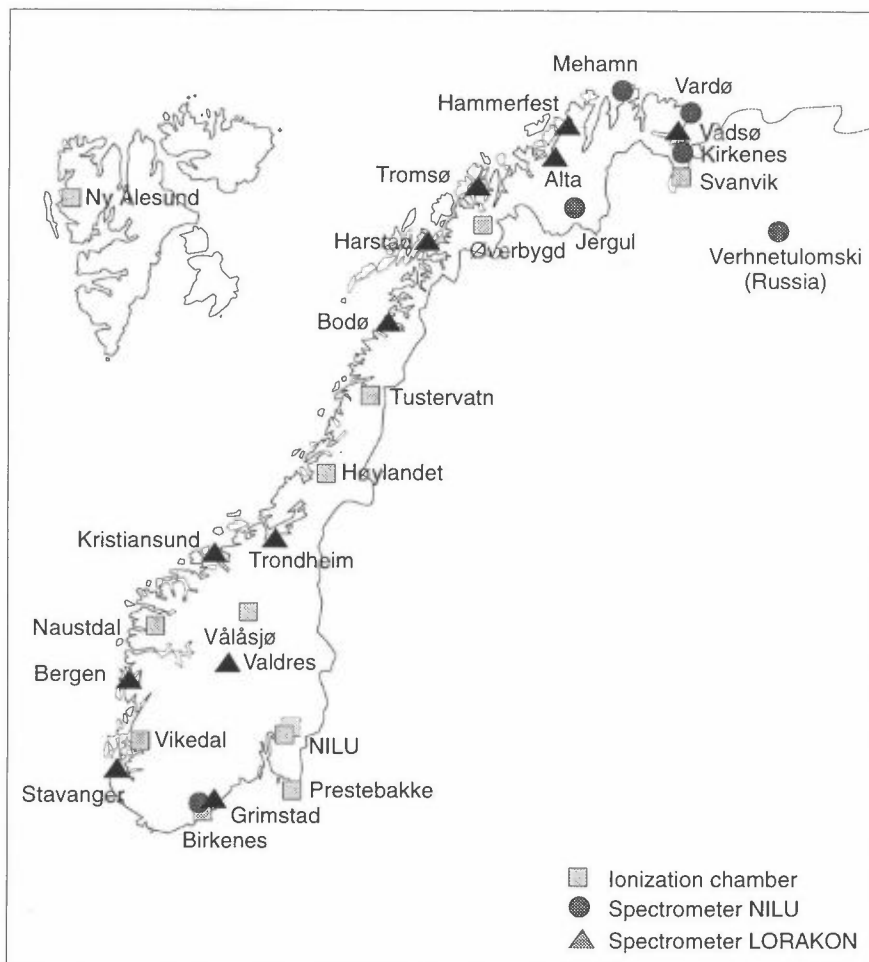 Mehamn
Vardø
Hammerfest
Vadsø
Kirkenes
Tromsø
Alta
Svanvik
Ny Ålesund
Harstad
Øverbygd
Jergul
Verhnetulomski
(Russia)
Bodø
Tustervatn
Høylandet
Kristiansund
Trondheim
Naustdal
Vålåsjø
Valdres
Bergen
Vikedal
NILU
Stavanger
Prestebakke
Grimstad
Birkenes
Ionization chamber
Spectrometer NILU
Spectrometer LORAKON